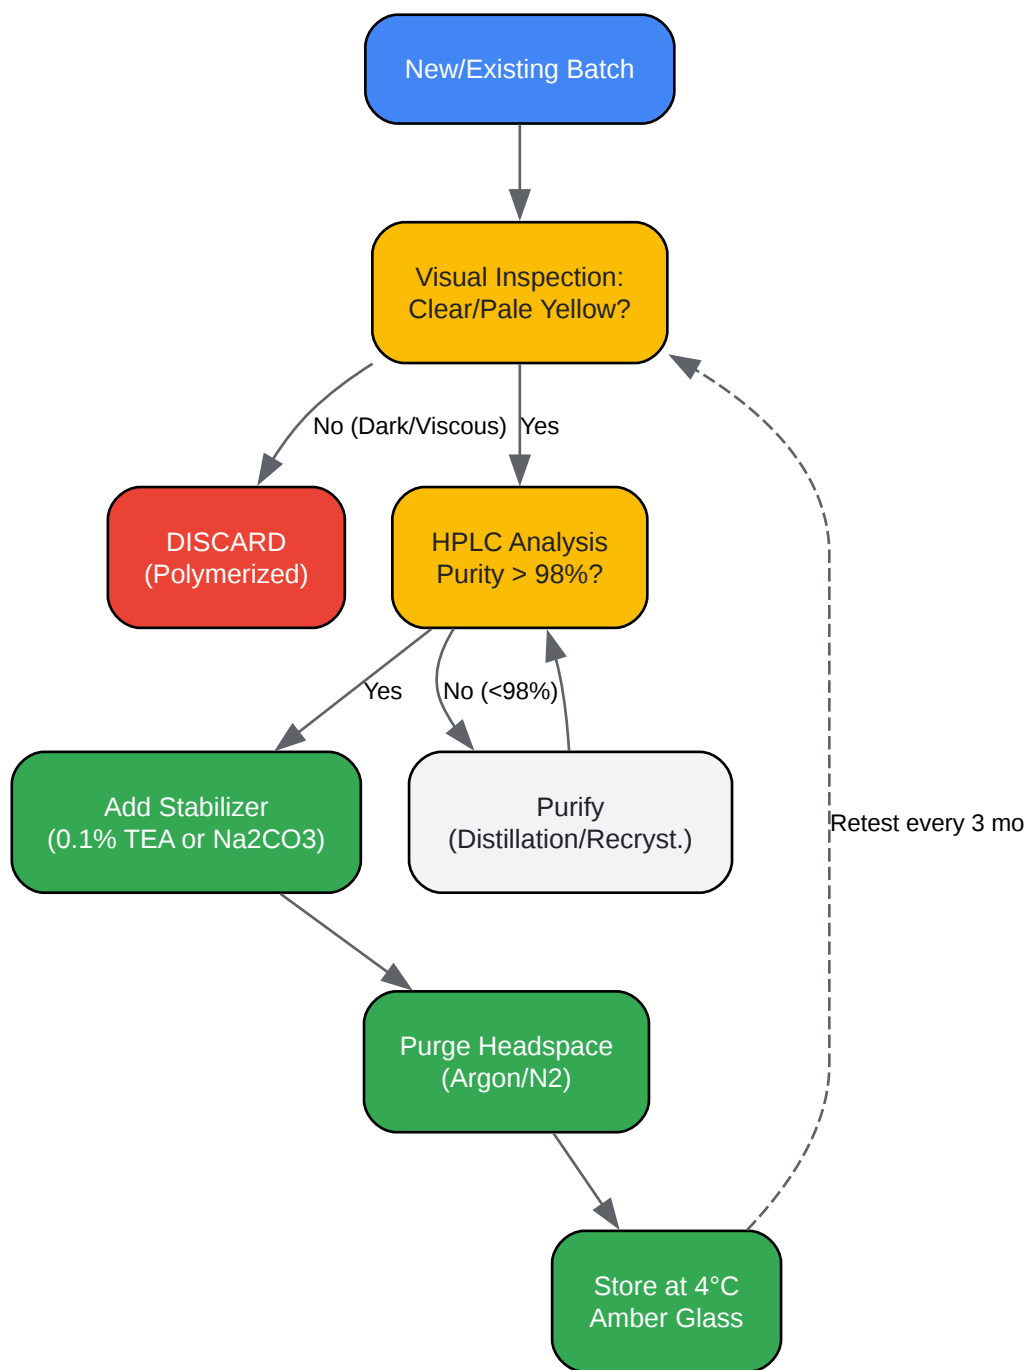 New/Existing Batch
Visual Inspection:
Clear/Pale Yellow?
No (Dark/Viscous)
Yes
DISCARD
(Polymerized)
HPLC Analysis
Purity > 98%?
Yes
No (<98%)
Add Stabilizer
(0.1% TEA or Na2CO3)
Purify
(Distillation/Recryst.)
Retest every 3 mo
Purge Headspace
(Argon/N2)
Store at 4°C
Amber Glass